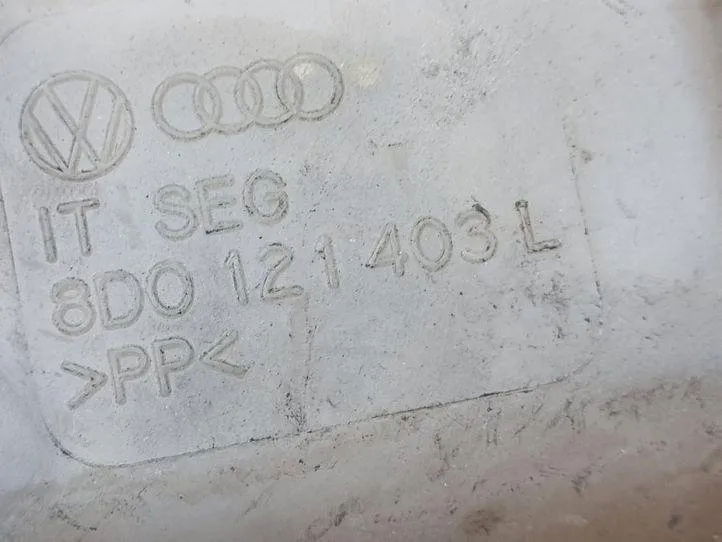 IT SEG
8D0 121 403 L
>PP<